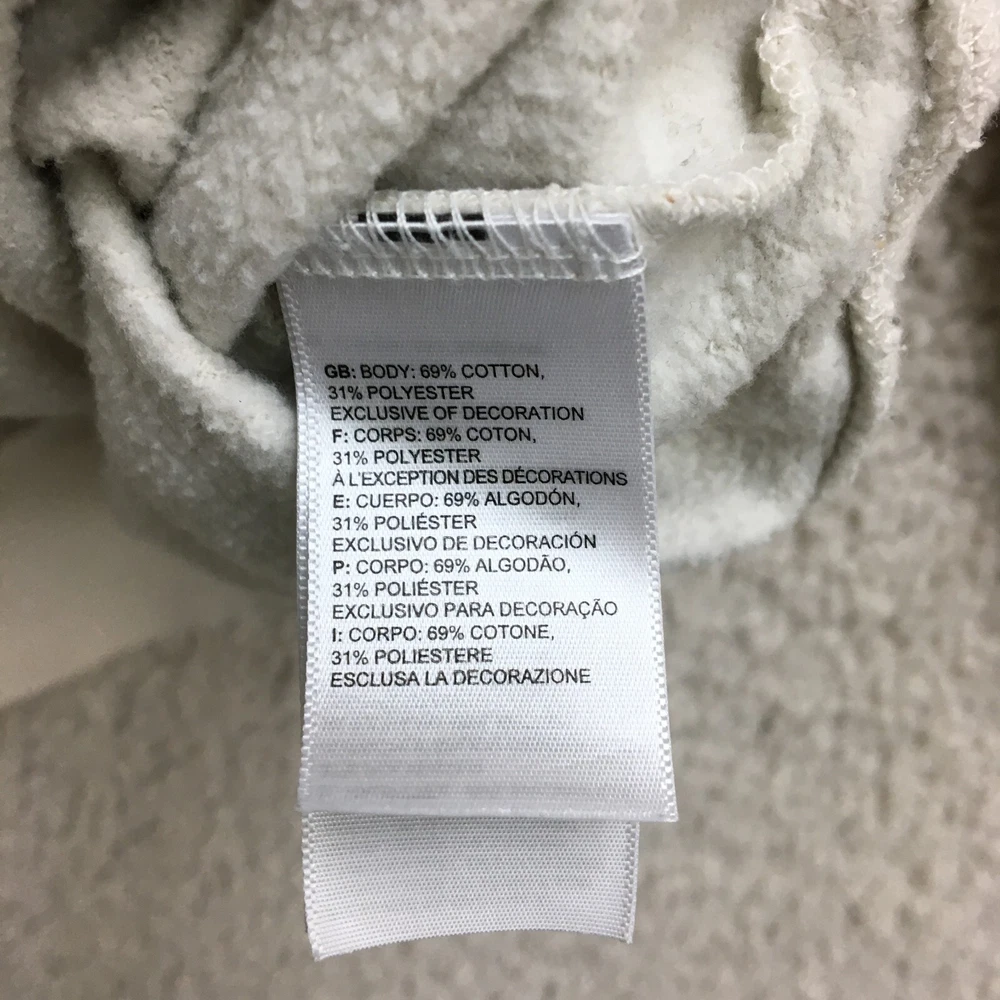 GB: BODY: 69% COTTON,
31% POLYESTER
EXCLUSIVE OF DECORATION
F: CORPS: 69% COTON,
31% POLYESTER
À L'EXCEPTION DES DÉCORATIONS
E: CUERPO: 69% ALGODÓN,
31% POLIÉSTER
EXCLUSIVO DE DECORACIÓN
P: CORPO: 69% ALGODÃO,
31% POLIÉSTER
EXCLUSIVO PARA DECORAÇÃO
I: CORPO: 69% COTONE,
31% POLIESTERE
ESCLUSA LA DECORAZIONE